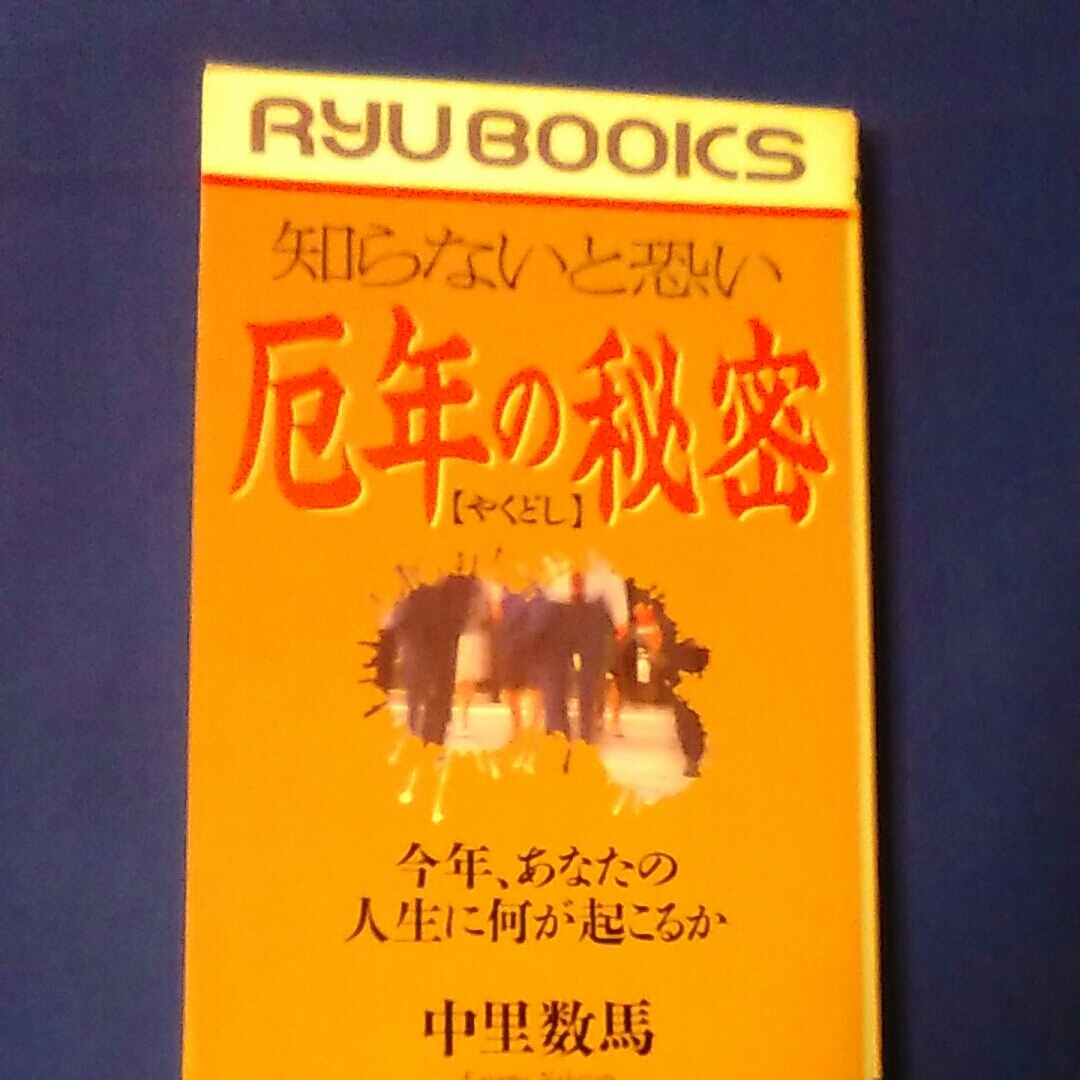 RYU BOOKS
知らないと恐い
厄年の秘密
【やくどし】
今年、あなたの
人生に何が起こるか
中里数馬